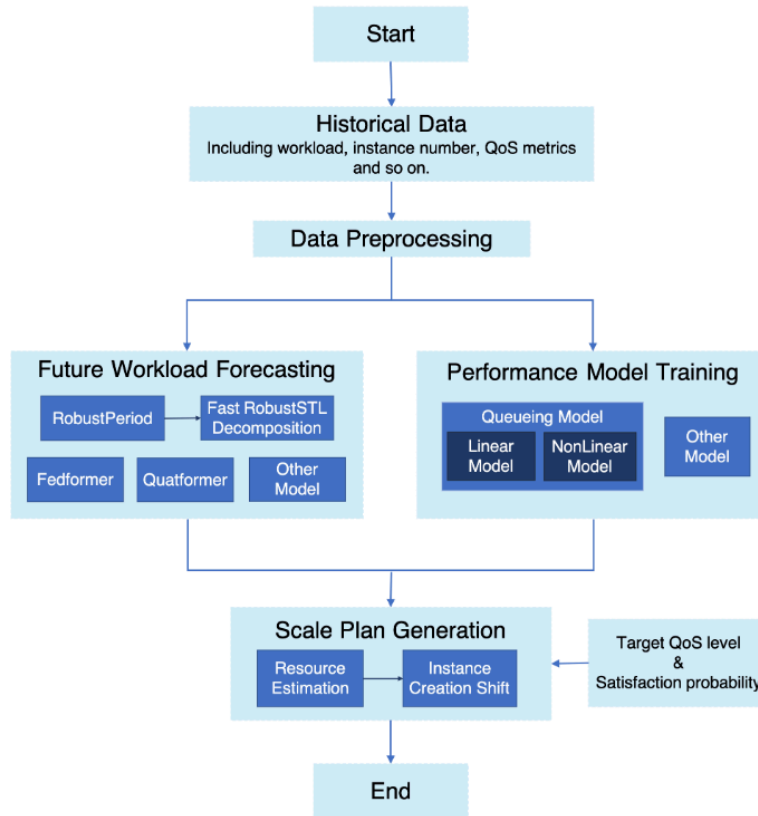 Start
Historical Data
Including workload, instance number, QoS metrics
and so on.
Data Preprocessing
Future Workload Forecasting
RobustPeriod
Fast RobustSTL
Decomposition
Fedformer
Quatformer
Other
Model
Performance Model Training
Queueing Model
Linear
Model
NonLinear
Model
Other
Model
Scale Plan Generation
Resource
Estimation
Instance
Creation Shift
Target QoS level
&
Satisfaction probability
End